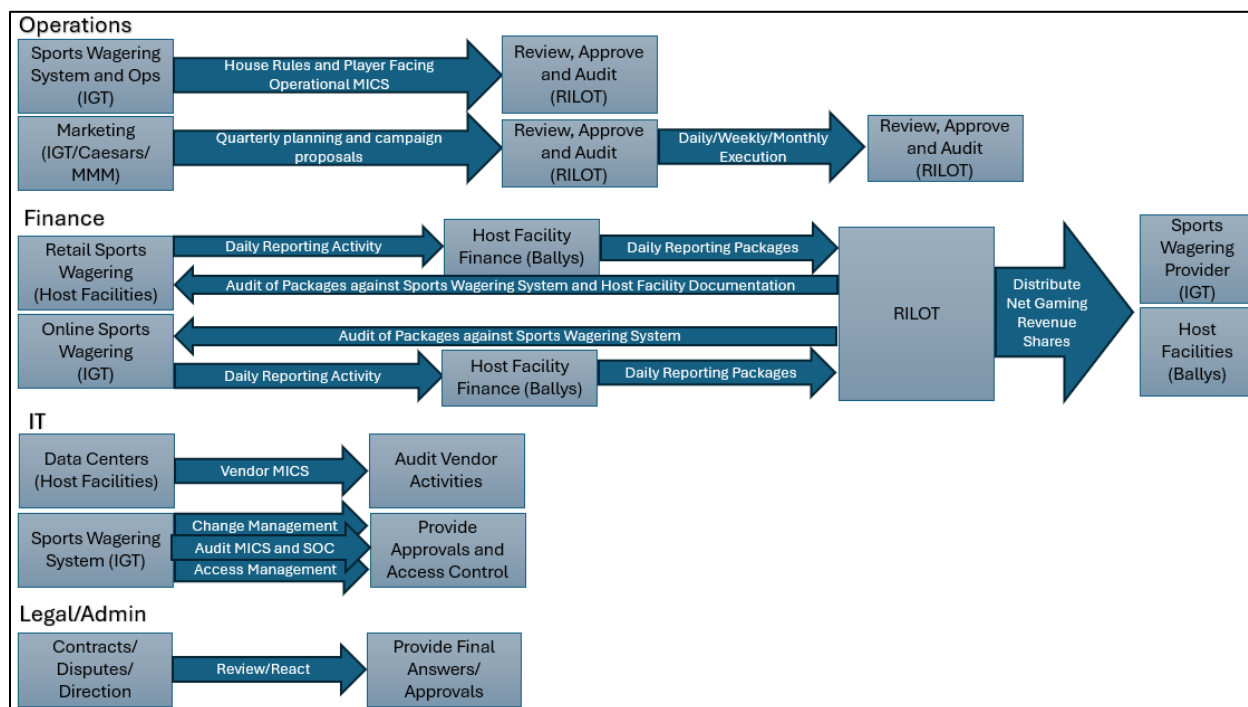 Operations
Sports Wagering
System and Ops
(IGT)
House Rules and Player Facing
Operational MICS
Review, Approve
and Audit
(RILOT)
Marketing
(IGT/Caesars/
MMM)
Quarterly planning and campaign
proposals
Review, Approve
and Audit
(RILOT)
Daily/Weekly/Monthly
Execution
Review, Approve
and Audit
(RILOT)
Finance
Retail Sports
Wagering
(Host Facilities)
Daily Reporting Activity
Host Facility
Finance (Ballys)
Daily Reporting Packages
Audit of Packages against Sports Wagering System and Host Facility Documentation
Online Sports
Wagering
(IGT)
Audit of Packages against Sports Wagering System
Daily Reporting Activity
Host Facility
Finance (Ballys)
Daily Reporting Packages
RILOT
Distribute
Net Gaming
Revenue
Shares
Sports
Wagering
Provider
(IGT)
Host
Facilities
(Ballys)
IT
Data Centers
(Host Facilities)
Vendor MICS
Audit Vendor
Activities
Sports Wagering
System (IGT)
Change Management
Audit MICS and SOC
Access Management
Provide
Approvals and
Access Control
Legal/Admin
Contracts/
Disputes/
Direction
Review/React
Provide Final
Answers/
Approvals